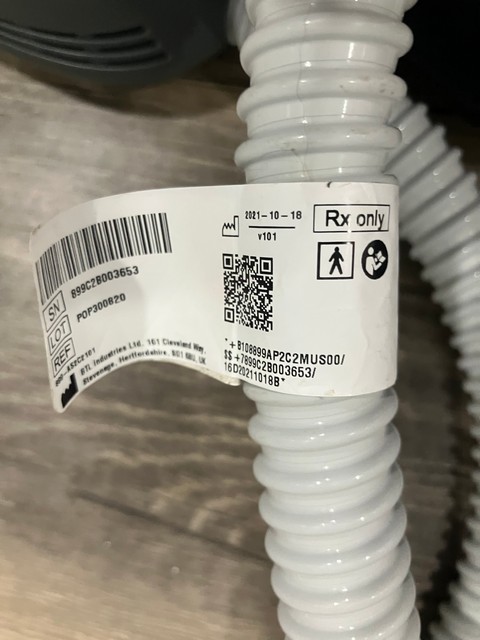 SN
899C2B003653
LOT
POP300820
REF
BTL Industries Ltd. 161 Cleveland Way,
Stevenage, Hertfordshire, SG1 6BU, UK
2021-10-18
v101
Rx only
*+B108899AP2C2MUS00/
$$+7899C2B003653/
16D20211018B*